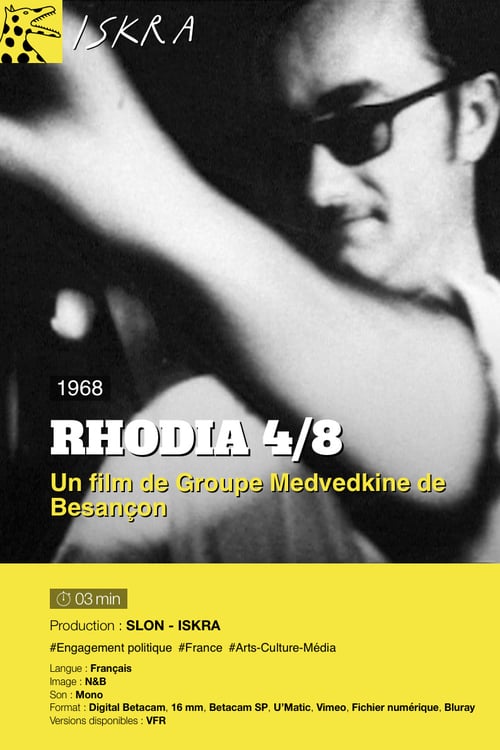 ISKRA
1968
RHODIA 4/8
Un film de Groupe Medvedkine de
Besançon
03 min
Production : SLON - ISKRA
#Engagement politique #France #Arts-Culture-Média
Langue : Français
Image : N&B
Son : Mono
Format : Digital Betacam, 16 mm, Betacam SP, U'Matic, Vimeo, Fichier numérique, Bluray
Versions disponibles : VFR